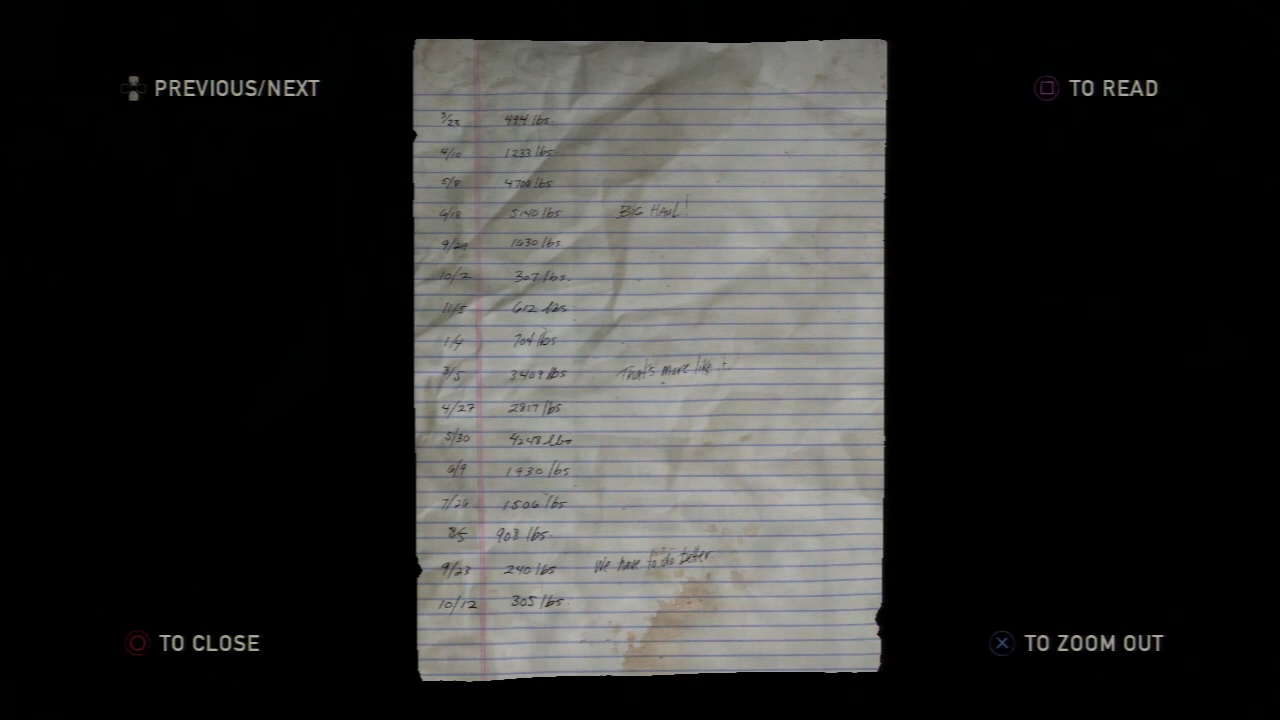 PREVIOUS/NEXT
TO READ
3/23 494 lbs.
4/10 1233 lbs.
5/8 4700 lbs
6/18 5140 lbs BIG HAUL!
9/29 1630 lbs
10/2 307 lbs.
11/5 612 lbs
1/4 704 lbs
3/5 3409 lbs That's more like it.
4/27 2817 lbs
5/30 4248 lbs
6/9 1930 lbs
7/26 1506 lbs
8/5 908 lbs.
9/23 240 lbs We have to do better.
10/12 305 lbs.
TO CLOSE
TO ZOOM OUT